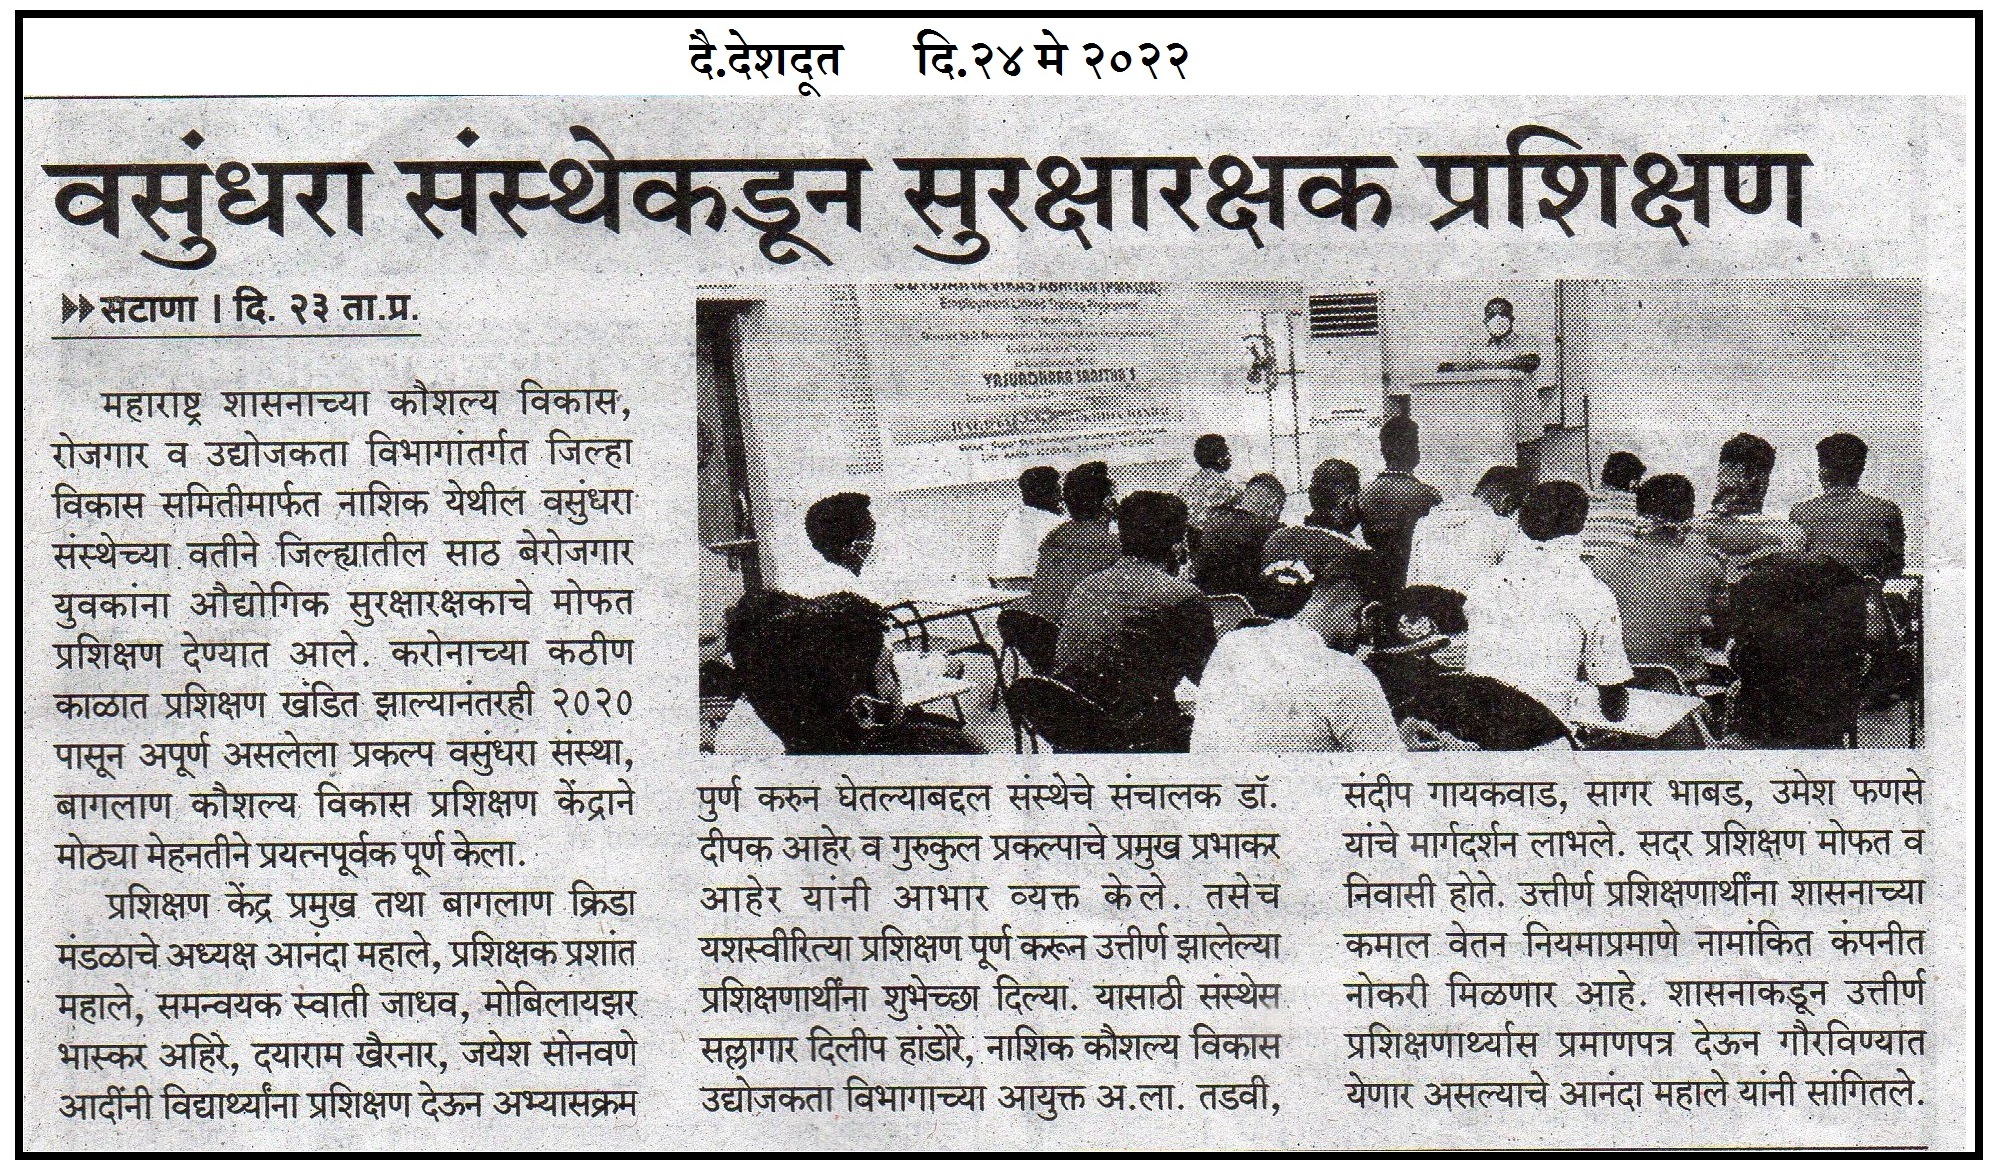 दै.देशदूत दि.२४ मे २०२२
वसुंधरा संस्थेकडून सुरक्षारक्षक प्रशिक्षण
सटाणा । दि. २३ ता.प्र.
महाराष्ट्र शासनाच्या कौशल्य विकास,
रोजगार व उद्योजकता विभागांतर्गत जिल्हा
विकास समितीमार्फत नाशिक येथील वसुंधरा
संस्थेच्या वतीने जिल्ह्यातील साठ बेरोजगार
युवकांना औद्योगिक सुरक्षारक्षकाचे मोफत
प्रशिक्षण देण्यात आले. करोनाच्या कठीण
काळात प्रशिक्षण खंडित झाल्यानंतरही २०२०
पासून अपूर्ण असलेला प्रकल्प वसुंधरा संस्था,
बागलाण कौशल्य विकास प्रशिक्षण केंद्राने
मोठ्या मेहनतीने प्रयत्नपूर्वक पूर्ण केला.
प्रशिक्षण केंद्र प्रमुख तथा बागलाण क्रिडा
मंडळाचे अध्यक्ष आनंदा महाले, प्रशिक्षक प्रशांत
महाले, समन्वयक स्वाती जाधव, मोबिलायझर
भास्कर अहिरे, दयाराम खैरनार, जयेश सोनवणे
आदींनी विद्यार्थ्यांना प्रशिक्षण देऊन अभ्यासक्रम
VIKAS ABHIYAN
पुर्ण करुन घेतल्याबद्दल संस्थेचे संचालक डॉ.
दीपक आहेर व गुरुकुल प्रकल्पाचे प्रमुख प्रभाकर
आहेर यांनी आभार व्यक्त केले. तसेच
यशस्वीरित्या प्रशिक्षण पूर्ण करून उत्तीर्ण झालेल्या
प्रशिक्षणार्थींना शुभेच्छा दिल्या. यासाठी संस्थेस
सल्लागार दिलीप हांडोरे, नाशिक कौशल्य विकास
उद्योजकता विभागाच्या आयुक्त अ.ला. तडवी,
संदीप गायकवाड, सागर भाबड, उमेश फणसे
यांचे मार्गदर्शन लाभले. सदर प्रशिक्षण मोफत व
निवासी होते. उत्तीर्ण प्रशिक्षणार्थींना शासनाच्या
कमाल वेतन नियमाप्रमाणे नामांकित कंपनीत
नोकरी मिळणार आहे. शासनाकडून उत्तीर्ण
प्रशिक्षणार्थ्यास प्रमाणपत्र देऊन गौरविण्यात
येणार असल्याचे आनंदा महाले यांनी सांगितले.